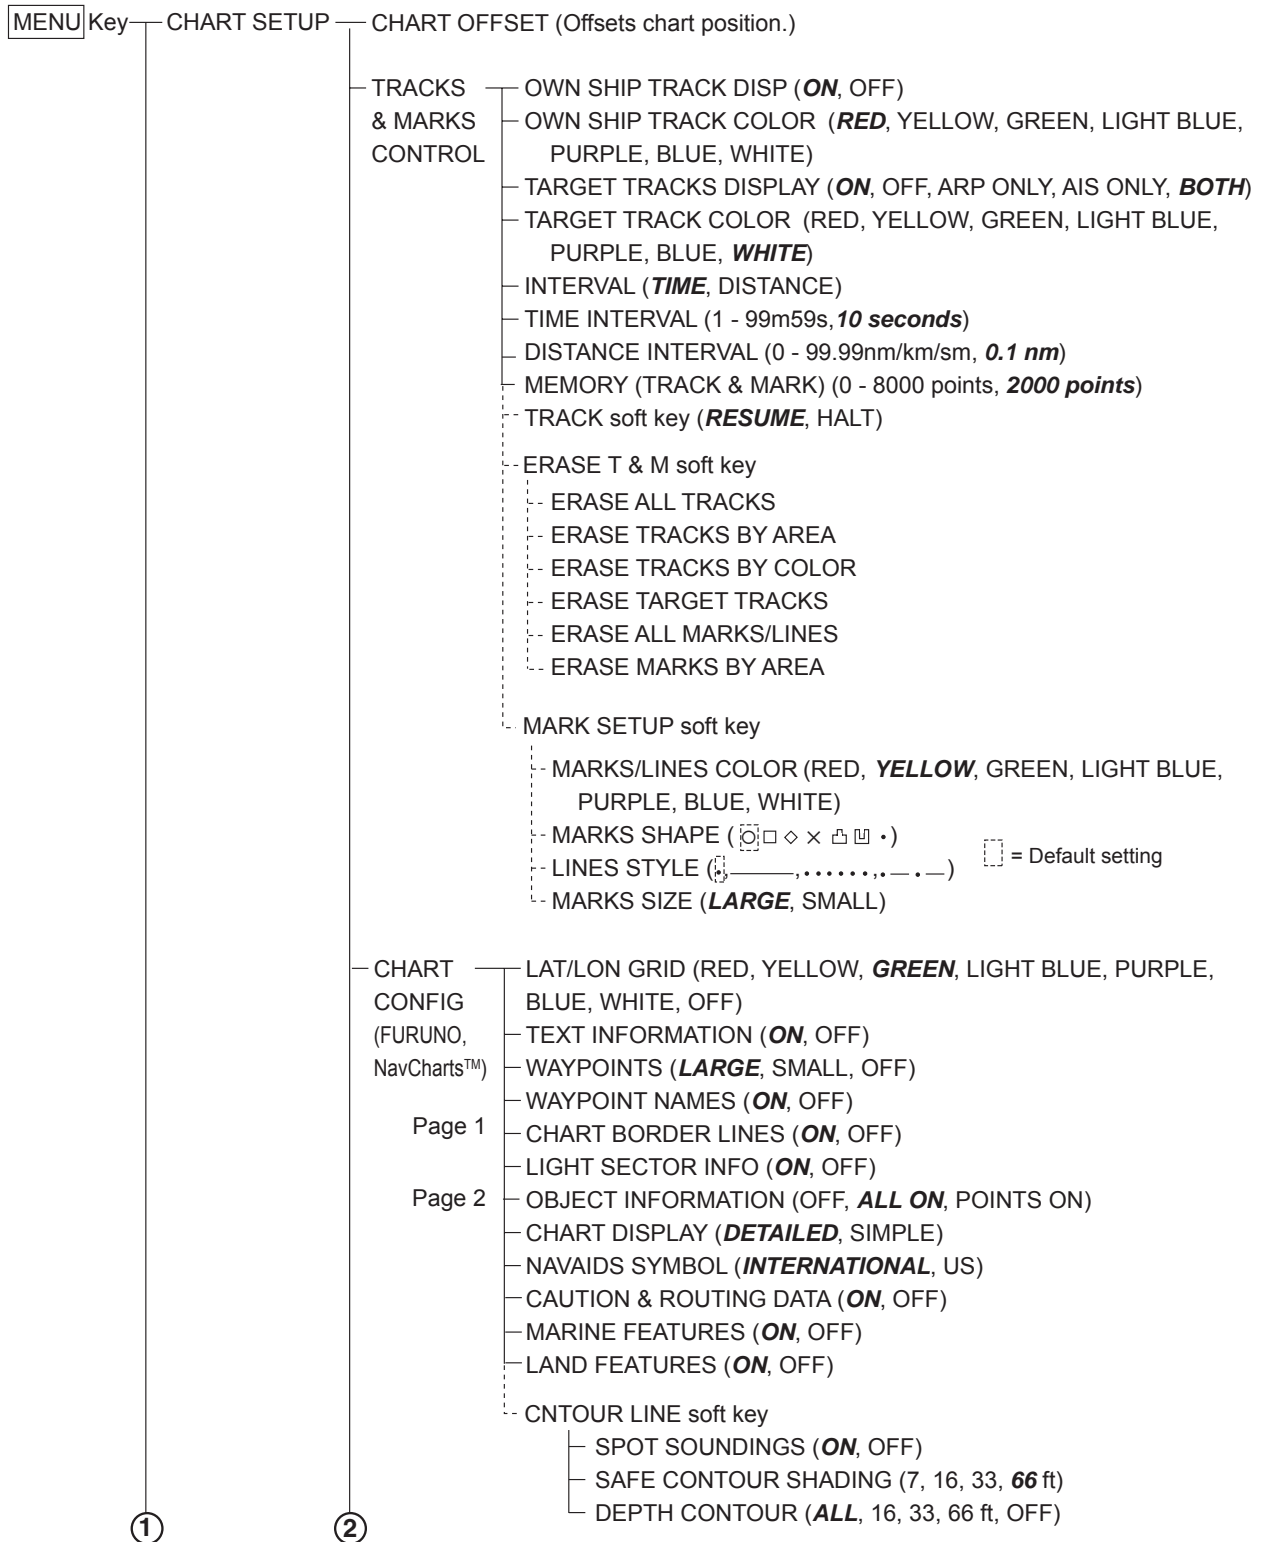 MENU Key CHART SETUP CHART OFFSET (Offsets chart position.)
TRACKS & MARKS CONTROL
OWN SHIP TRACK DISP (ON, OFF)
OWN SHIP TRACK COLOR (RED, YELLOW, GREEN, LIGHT BLUE,
PURPLE, BLUE, WHITE)
TARGET TRACKS DISPLAY (ON, OFF, ARP ONLY, AIS ONLY, BOTH)
TARGET TRACK COLOR (RED, YELLOW, GREEN, LIGHT BLUE,
PURPLE, BLUE, WHITE)
INTERVAL (TIME, DISTANCE)
TIME INTERVAL (1 - 99m59s,10 seconds)
DISTANCE INTERVAL (0 - 99.99nm/km/sm, 0.1 nm)
MEMORY (TRACK & MARK) (0 - 8000 points, 2000 points)
TRACK soft key (RESUME, HALT)
ERASE T & M soft key
ERASE ALL TRACKS
ERASE TRACKS BY AREA
ERASE TRACKS BY COLOR
ERASE TARGET TRACKS
ERASE ALL MARKS/LINES
ERASE MARKS BY AREA
MARK SETUP soft key
MARKS/LINES COLOR (RED, YELLOW, GREEN, LIGHT BLUE,
PURPLE, BLUE, WHITE)
MARKS SHAPE ( )
= Default setting
LINES STYLE ( , , , )
MARKS SIZE (LARGE, SMALL)
CHART
CONFIG
(FURUNO,
NavCharts™)
Page 1
Page 2
LAT/LON GRID (RED, YELLOW, GREEN, LIGHT BLUE, PURPLE,
BLUE, WHITE, OFF)
TEXT INFORMATION (ON, OFF)
WAYPOINTS (LARGE, SMALL, OFF)
WAYPOINT NAMES (ON, OFF)
CHART BORDER LINES (ON, OFF)
LIGHT SECTOR INFO (ON, OFF)
OBJECT INFORMATION (OFF, ALL ON, POINTS ON)
CHART DISPLAY (DETAILED, SIMPLE)
NAVAIDS SYMBOL (INTERNATIONAL, US)
CAUTION & ROUTING DATA (ON, OFF)
MARINE FEATURES (ON, OFF)
LAND FEATURES (ON, OFF)
CNTOUR LINE soft key
SPOT SOUNDINGS (ON, OFF)
SAFE CONTOUR SHADING (7, 16, 33, 66 ft)
DEPTH CONTOUR (ALL, 16, 33, 66 ft, OFF)
1
2